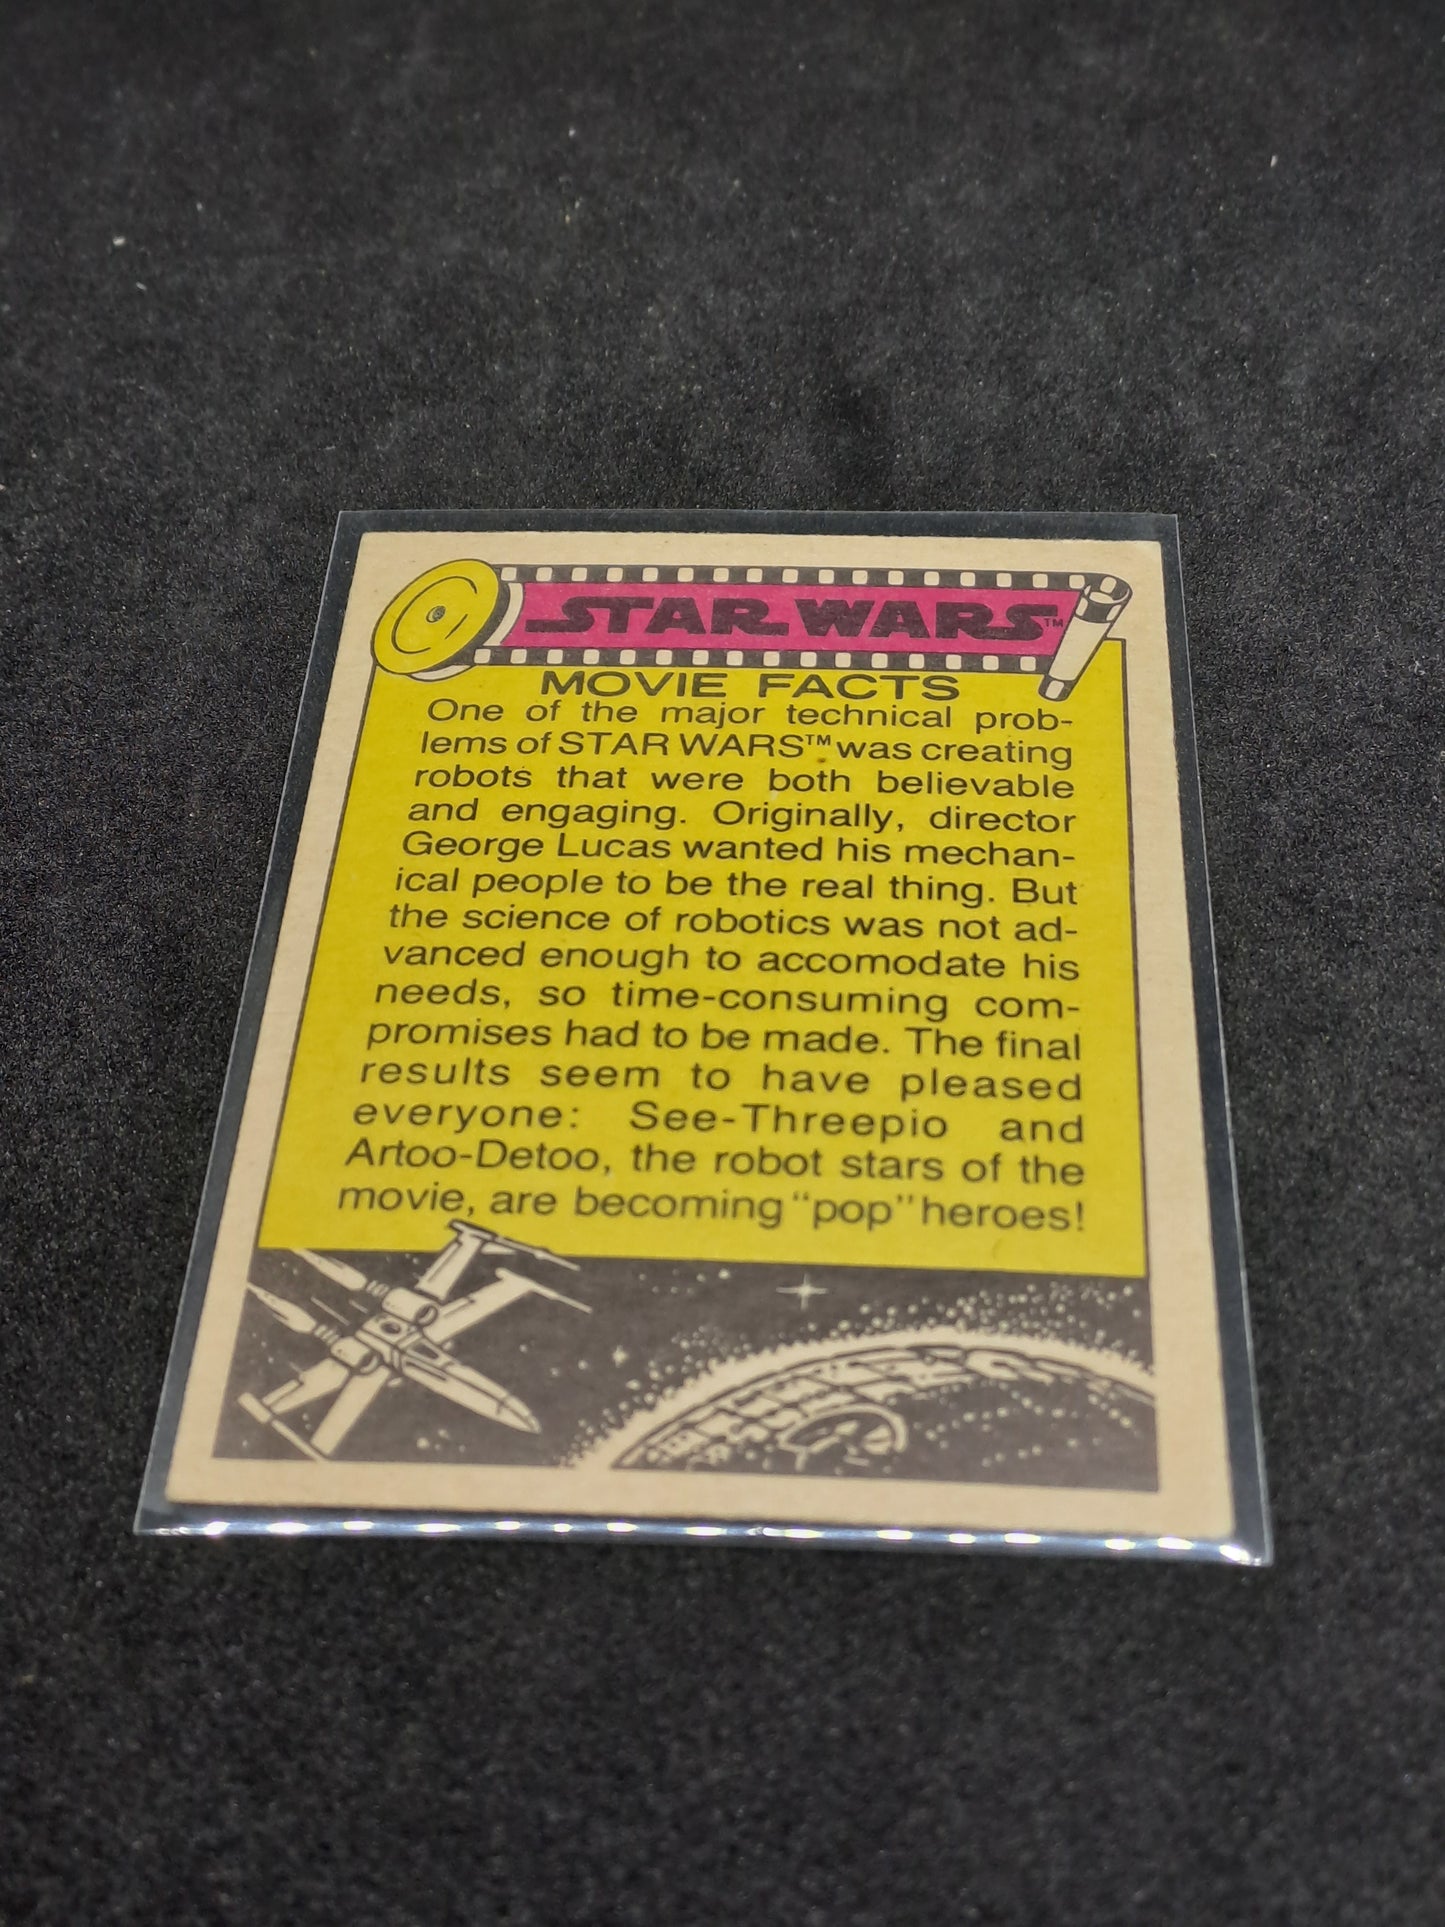 STAR WARS™
MOVIE FACTS
One of the major technical prob-
lems of STAR WARS™ was creating
robots that were both believable
and engaging. Originally, director
George Lucas wanted his mechan-
ical people to be the real thing. But
the science of robotics was not ad-
vanced enough to accomodate his
needs, so time-consuming com-
promises had to be made. The final
results seem to have pleased
everyone: See-Threepio and
Artoo-Detoo, the robot stars of the
movie, are becoming "pop" heroes!